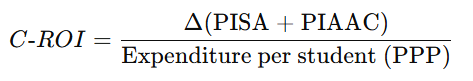 C-ROI = Δ(PISA + PIAAC) / Expenditure per student (PPP)